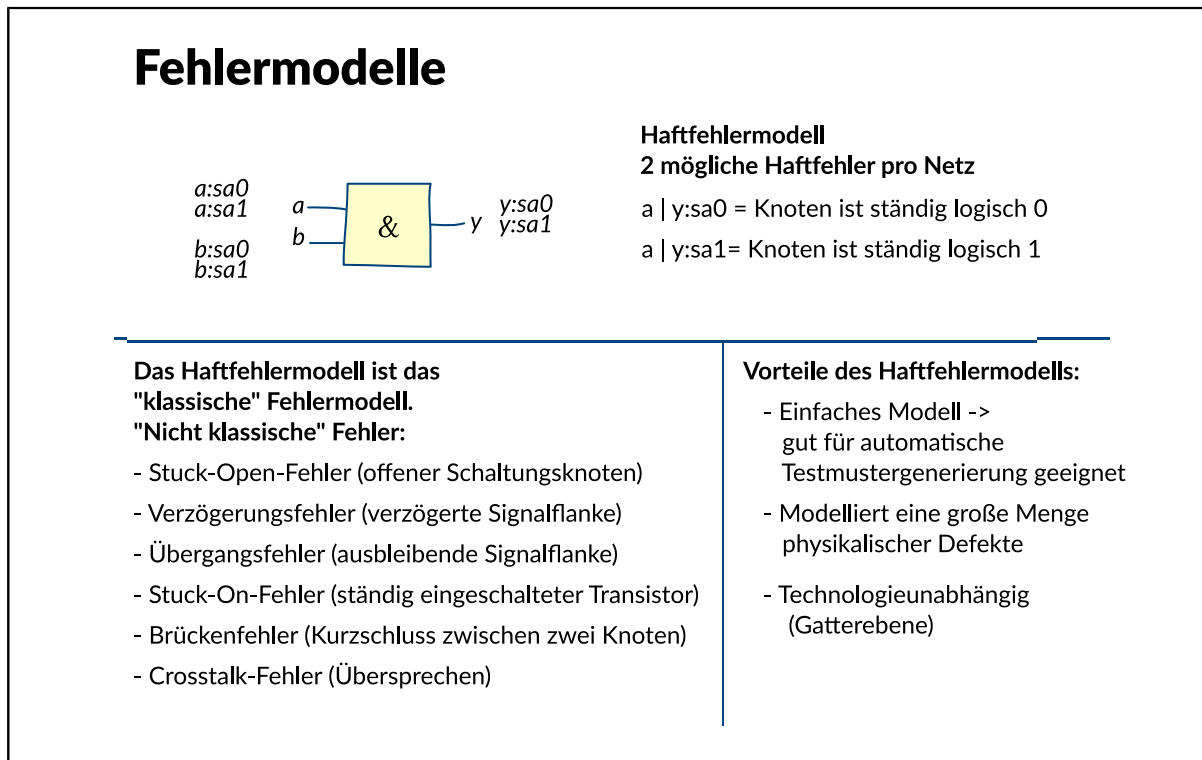 Fehlermodelle
a:sa0
a:sa1
b:sa0
b:sa1
a
b
&
y
y:sa0
y:sa1
Haftfehlermodell
2 mögliche Haftfehler pro Netz
a | y:sa0 = Knoten ist ständig logisch 0
a | y:sa1= Knoten ist ständig logisch 1
Das Haftfehlermodell ist das
"klassische" Fehlermodell.
"Nicht klassische" Fehler:
- Stuck-Open-Fehler (offener Schaltungsknoten)
- Verzögerungsfehler (verzögerte Signalflanke)
- Übergangsfehler (ausbleibende Signalflanke)
- Stuck-On-Fehler (ständig eingeschalteter Transistor)
- Brückenfehler (Kurzschluss zwischen zwei Knoten)
- Crosstalk-Fehler (Übersprechen)
Vorteile des Haftfehlermodells:
- Einfaches Modell ->
gut für automatische
Testmustergenerierung geeignet
- Modelliert eine große Menge
physikalischer Defekte
- Technologieunabhängig
(Gatterebene)